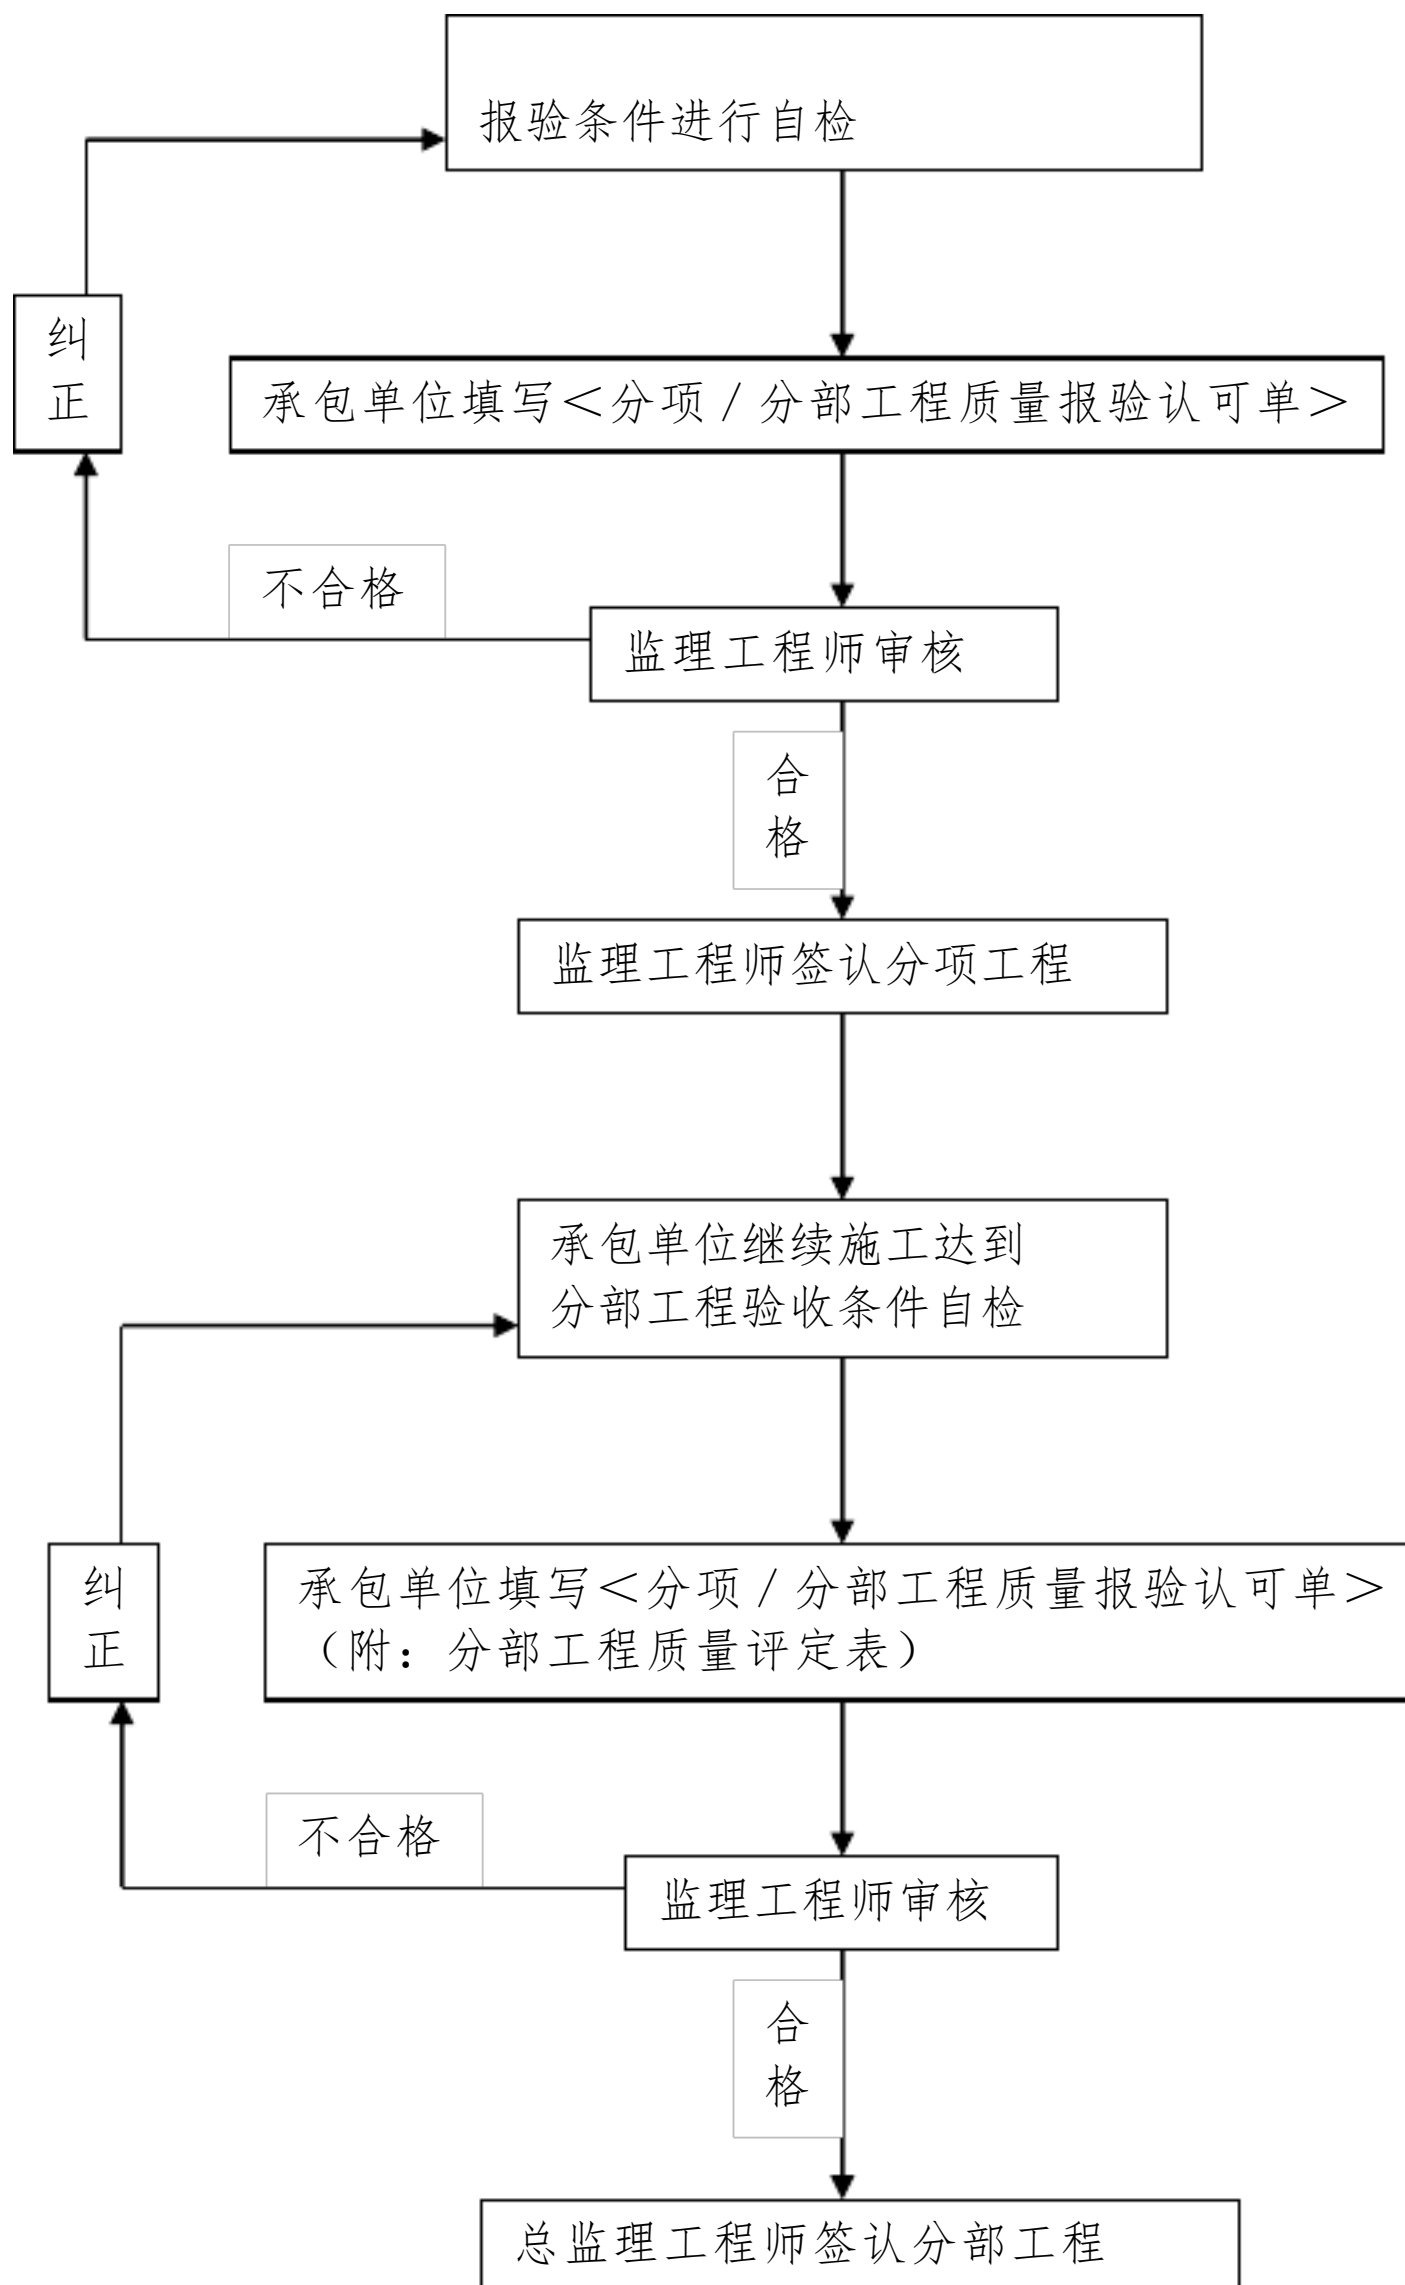 报验条件进行自检
纠
正
承包单位填写＜分项／分部工程质量报验认可单＞
不合格
监理工程师审核
合
格
监理工程师签认分项工程
承包单位继续施工达到
分部工程验收条件自检
纠
正
承包单位填写＜分项／分部工程质量报验认可单＞
（附：分部工程质量评定表）
不合格
监理工程师审核
合
格
总监理工程师签认分部工程